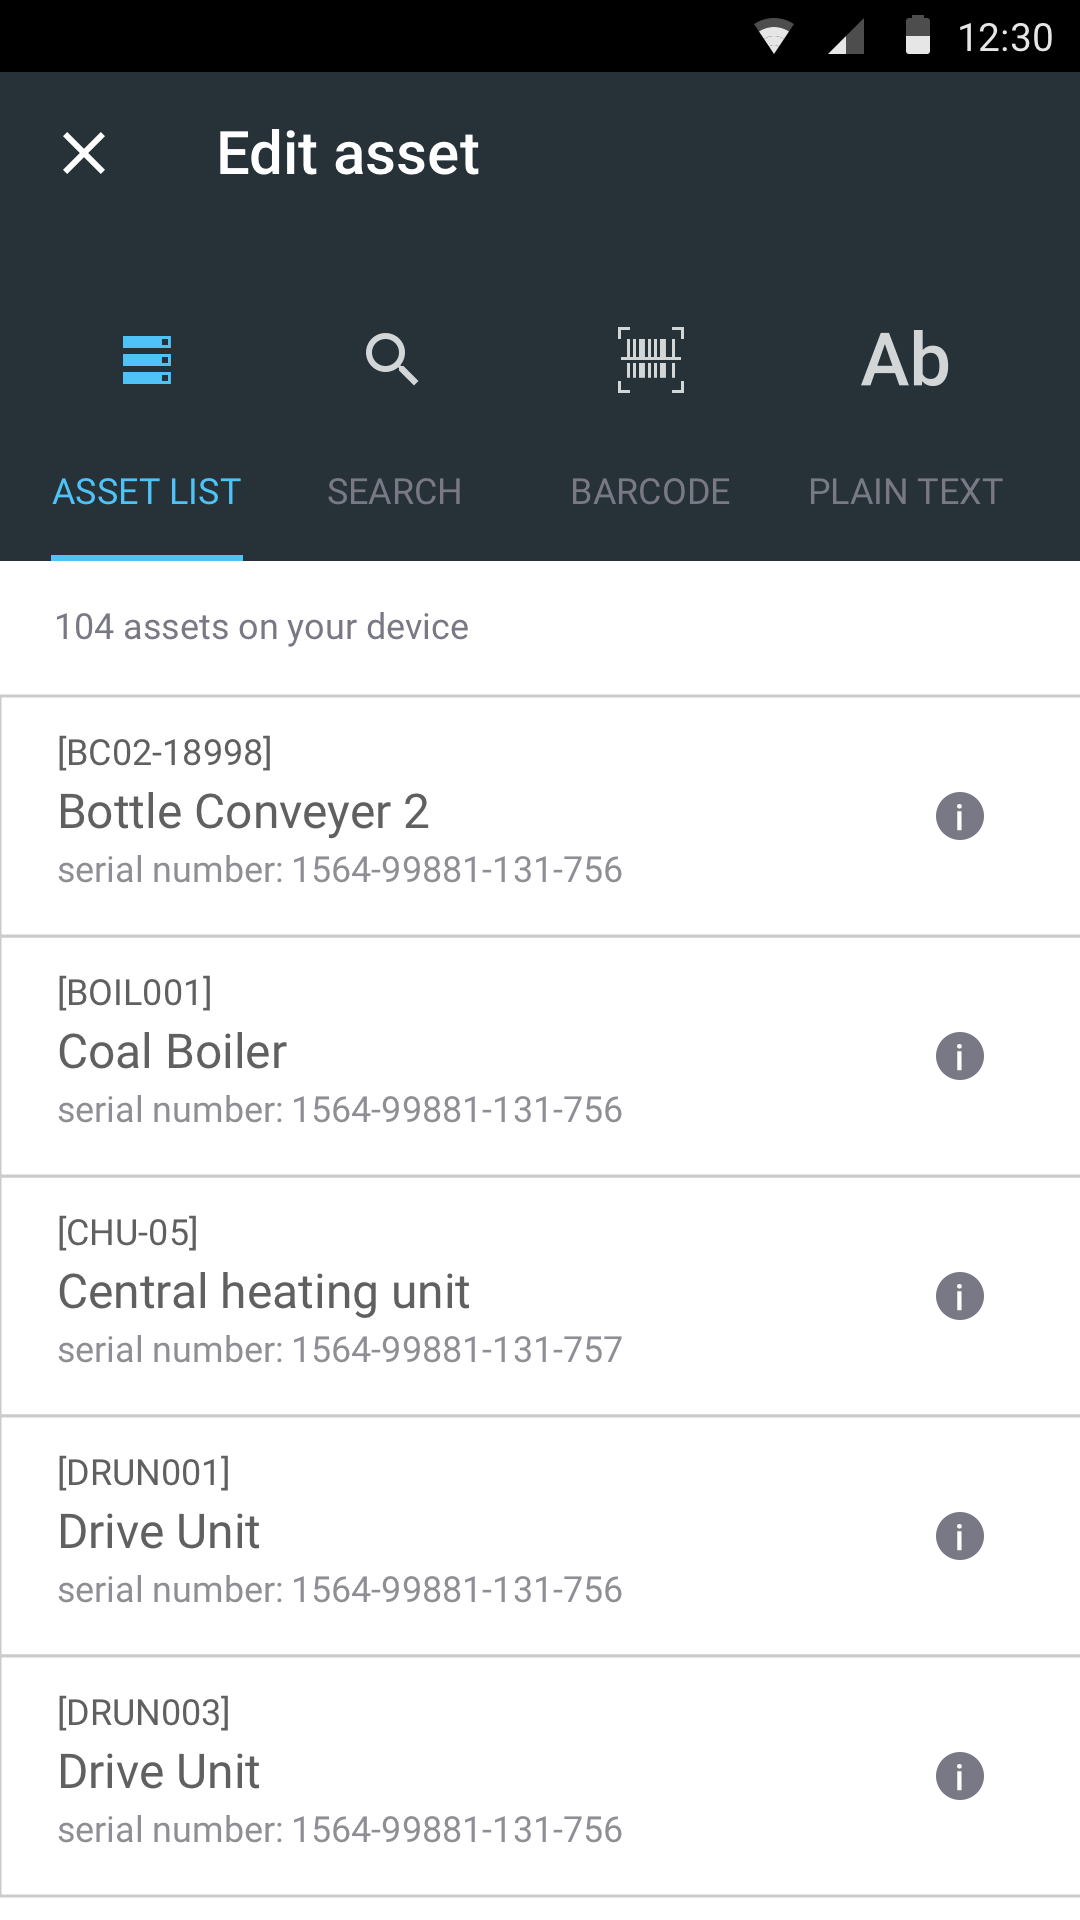 12:30
Edit asset
Ab
ASSET LIST
SEARCH
BARCODE
PLAIN TEXT
104 assets on your device
[BC02-18998]
Bottle Conveyer 2
serial number: 1564-99881-131-756
[BOIL001]
Coal Boiler
serial number: 1564-99881-131-756
[CHU-05]
Central heating unit
serial number: 1564-99881-131-757
[DRUN001]
Drive Unit
serial number: 1564-99881-131-756
[DRUN003]
Drive Unit
serial number: 1564-99881-131-756